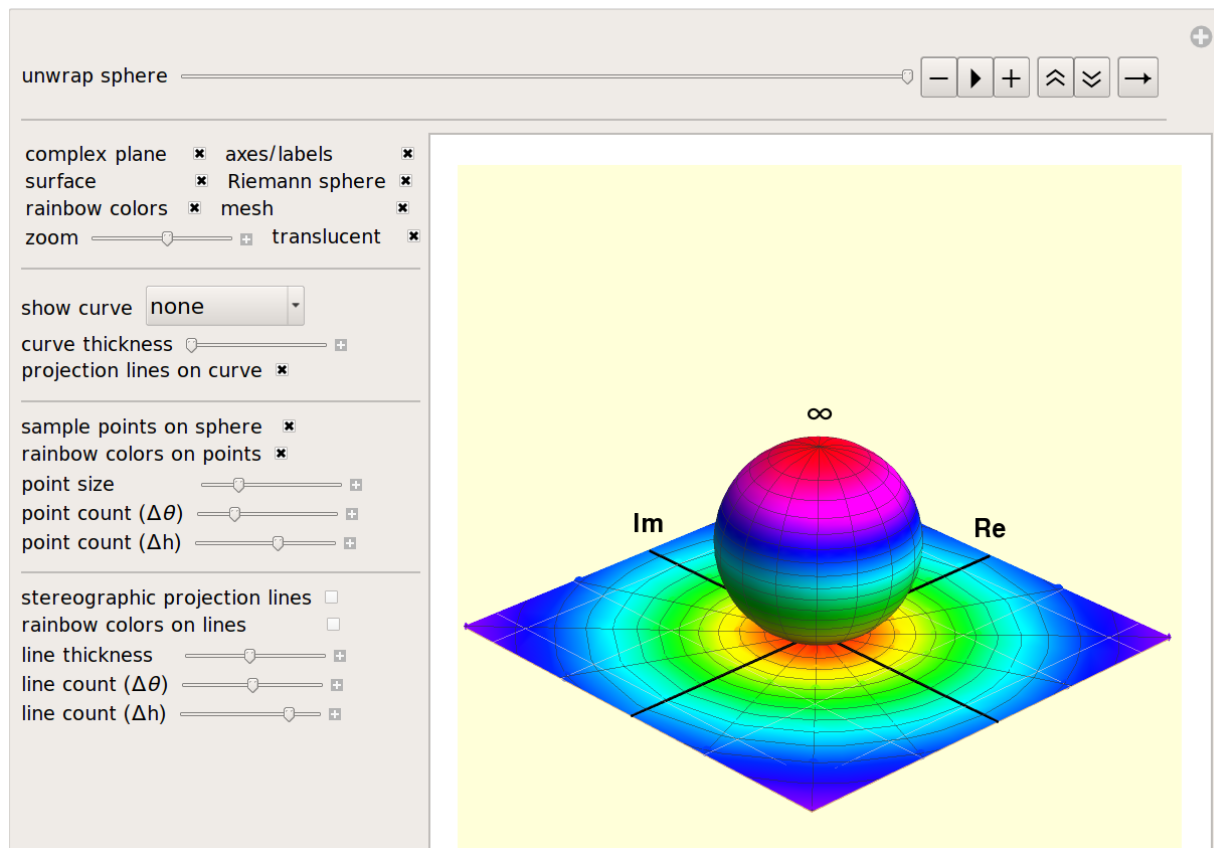 unwrap sphere
complex plane axes/labels
surface Riemann sphere
rainbow colors mesh
zoom translucent
show curve none
curve thickness
projection lines on curve
sample points on sphere
rainbow colors on points
point size
point count (Δθ)
point count (Δh)
stereographic projection lines
rainbow colors on lines
line thickness
line count (Δθ)
line count (Δh)
∞
Im Re